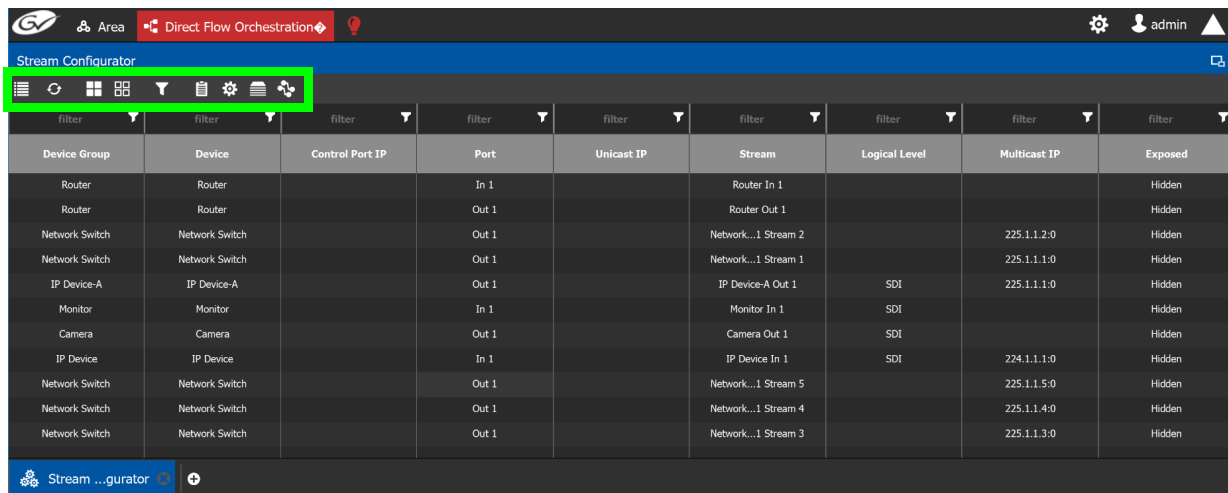 GV Area Direct Flow Orchestration� admin
Stream Configurator
filter filter filter filter filter filter filter filter filter
Device Group Device Control Port IP Port Unicast IP Stream Logical Level Multicast IP Exposed
Router Router In 1 Router In 1 Hidden
Router Router Out 1 Router Out 1 Hidden
Network Switch Network Switch Out 1 Network...1 Stream 2 225.1.1.2:0 Hidden
Network Switch Network Switch Out 1 Network...1 Stream 1 225.1.1.1:0 Hidden
IP Device-A IP Device-A Out 1 IP Device-A Out 1 SDI 225.1.1.1:0 Hidden
Monitor Monitor In 1 Monitor In 1 SDI Hidden
Camera Camera Out 1 Camera Out 1 SDI Hidden
IP Device IP Device In 1 IP Device In 1 SDI 224.1.1.1:0 Hidden
Network Switch Network Switch Out 1 Network...1 Stream 5 225.1.1.5:0 Hidden
Network Switch Network Switch Out 1 Network...1 Stream 4 225.1.1.4:0 Hidden
Network Switch Network Switch Out 1 Network...1 Stream 3 225.1.1.3:0 Hidden
Stream ...gurator